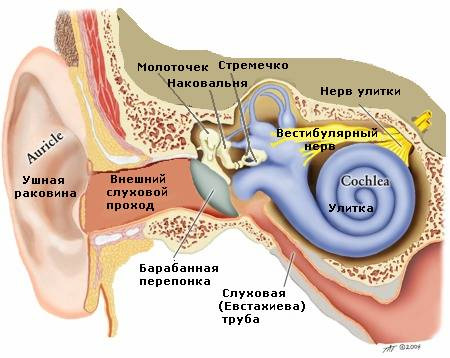 Молоточек
Стремечко
Наковальня
Нерв улитки
Вестибулярный
нерв
Auricle
Ушная
раковина
Внешний
слуховой
проход
Cochlea
Улитка
Барабанная
перепонка
Слуховая
(Евстахиева)
труба
©2004